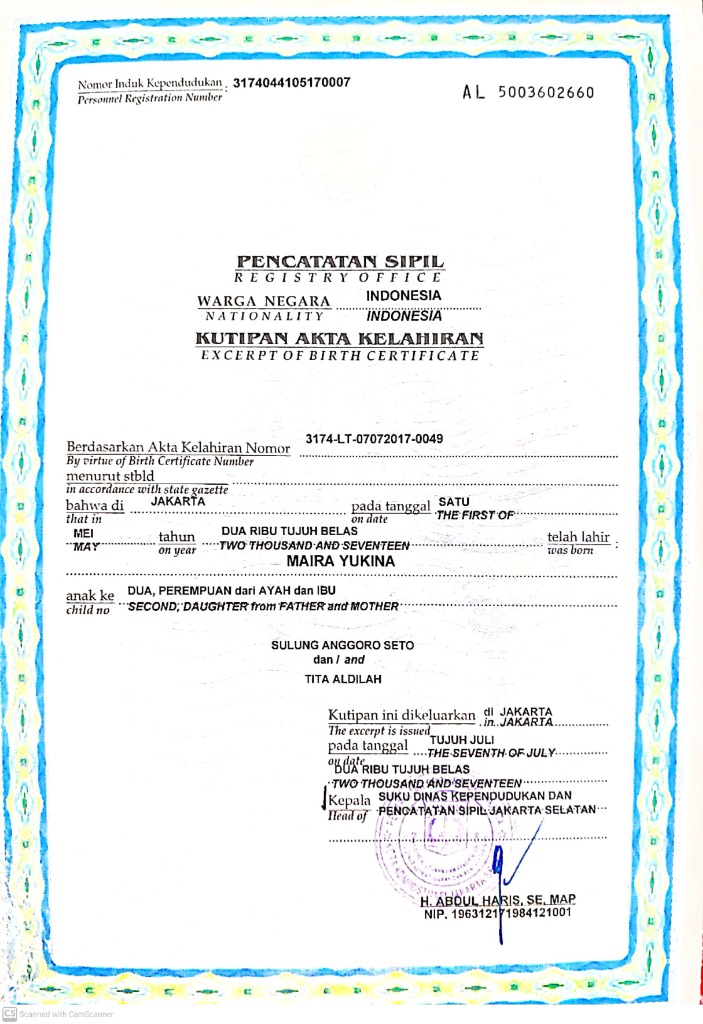 Nomor Induk Kependudukan : 3174044105170007
Personnel Registration Number
AL 5003602660
PENCATATAN SIPIL
REGISTRY OFFICE
WARGA NEGARA INDONESIA
NATIONALITY INDONESIA
KUTIPAN AKTA KELAHIRAN
EXCERPT OF BIRTH CERTIFICATE
Berdasarkan Akta Kelahiran Nomor 3174-LT-07072017-0049
By virtue of Birth Certificate Number
menurut stbld
in accordance with state gazette
bahwa di JAKARTA pada tanggal SATU
that in on date THE FIRST OF
MEI tahun DUA RIBU TUJUH BELAS telah lahir :
MAY on year TWO THOUSAND AND SEVENTEEN was born
MAIRA YUKINA
anak ke DUA, PEREMPUAN dari AYAH dan IBU
child no SECOND, DAUGHTER from FATHER and MOTHER
SULUNG ANGGORO SETO
dan / and
TITA ALDILAH
Kutipan ini dikeluarkan di JAKARTA
The excerpt is issued in JAKARTA
pada tanggal TUJUH JULI
on date THE SEVENTH OF JULY
DUA RIBU TUJUH BELAS
TWO THOUSAND AND SEVENTEEN
Kepala SUKU DINAS KEPENDUDUKAN DAN
Head of PENCATATAN SIPIL JAKARTA SELATAN
H. ABDUL HARIS, SE. MAP
NIP. 196312171984121001
CS Scanned with CamScanner